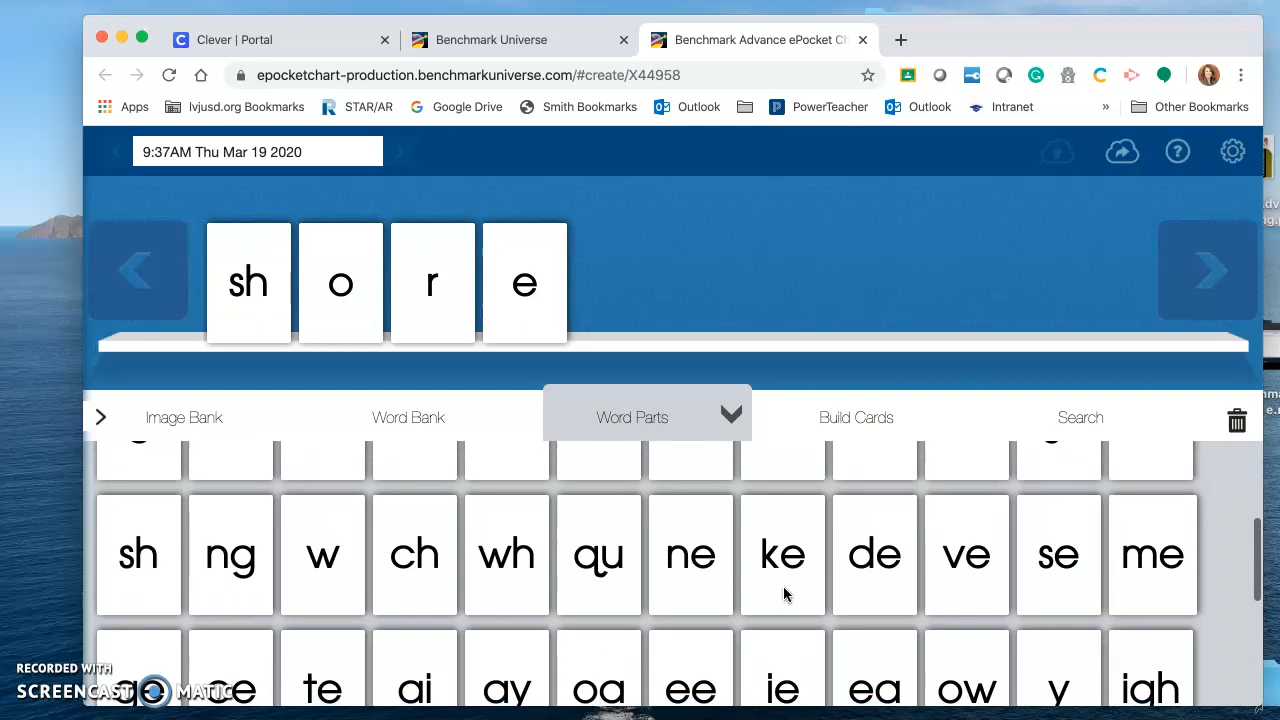 Clever | Portal
Benchmark Universe
Benchmark Advance ePocket Ch
epocketchart-production.benchmarkuniverse.com/#create/X44958
Apps
lvjusd.org Bookmarks
STAR/AR
Google Drive
Smith Bookmarks
Outlook
PowerTeacher
Outlook
Intranet
»
Other Bookmarks
9:37AM Thu Mar 19 2020
sh o r e
Image Bank
Word Bank
Word Parts
Build Cards
Search
sh ng w ch wh qu ne ke de ve se me
ge ce te ai ay oa ee ie ea ow y igh
RECORDED WITH
SCREENCAST MATIC